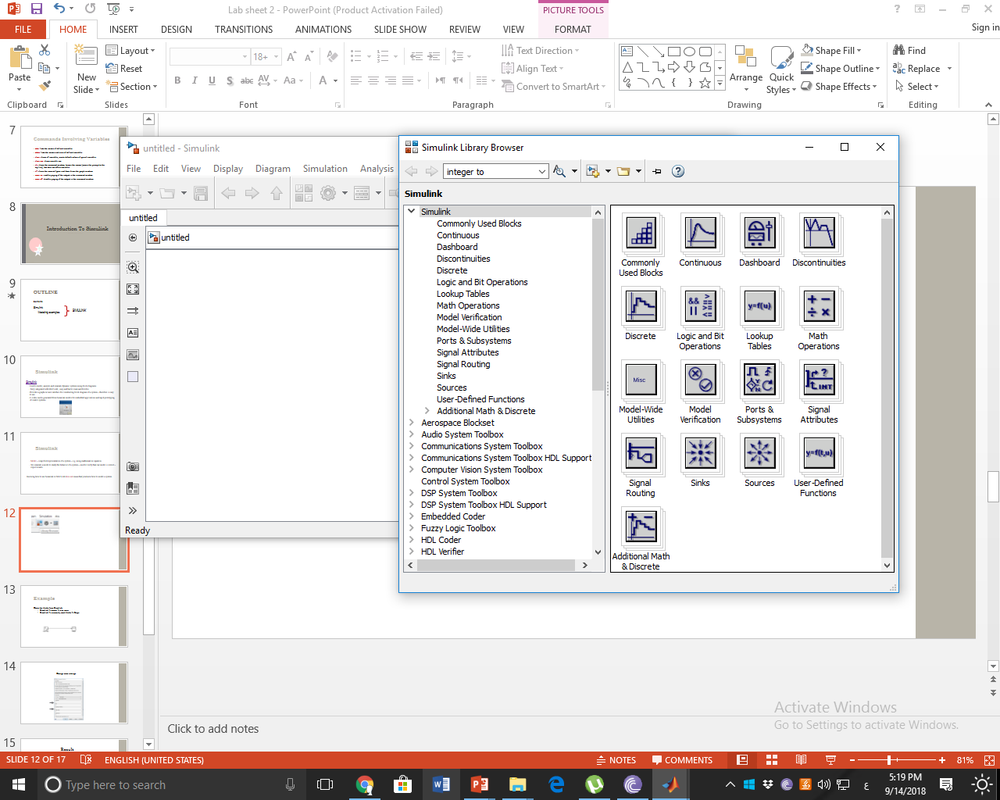 Lab sheet 2 - PowerPoint (Product Activation Failed)
PICTURE TOOLS
FILE
HOME
INSERT
DESIGN
TRANSITIONS
ANIMATIONS
SLIDE SHOW
REVIEW
VIEW
FORMAT
Sign in
Paste
New
Slide
Layout
Reset
Section
18+
Text Direction
Align Text
Convert to SmartArt
Arrange
Quick
Styles
Shape Fill
Shape Outline
Shape Effects
Find
Replace
Select
Clipboard
Slides
Font
Paragraph
Drawing
Editing
7
Commands Involving Variables
8
Introduction To Simulink
9
OUTLINE
SIMULINK
10
Simulink
11
Simulink
12
13
Example
14
15
Result
untitled - Simulink
File
Edit
View
Display
Diagram
Simulation
Analysis
untitled
untitled
Ready
Simulink Library Browser
integer to
Simulink
Simulink
Commonly Used Blocks
Continuous
Dashboard
Discontinuities
Discrete
Logic and Bit Operations
Lookup Tables
Math Operations
Model Verification
Model-Wide Utilities
Ports & Subsystems
Signal Attributes
Signal Routing
Sinks
Sources
User-Defined Functions
Additional Math & Discrete
Aerospace Blockset
Audio System Toolbox
Communications System Toolbox
Communications System Toolbox HDL Support
Computer Vision System Toolbox
Control System Toolbox
DSP System Toolbox
DSP System Toolbox HDL Support
Embedded Coder
Fuzzy Logic Toolbox
HDL Coder
HDL Verifier
Commonly
Used Blocks
Continuous
Dashboard
Discontinuities
Discrete
Logic and Bit
Operations
y=f(u)
Lookup
Tables
Math
Operations
Misc
Model-Wide
Utilities
Model
Verification
Ports &
Subsystems
Signal
Attributes
Signal
Routing
Sinks
Sources
y=f(t,u)
User-Defined
Functions
Additional Math
& Discrete
Activate Windows
Go to Settings to activate Windows.
Click to add notes
SLIDE 12 OF 17
ENGLISH (UNITED STATES)
NOTES
COMMENTS
81%
Type here to search
ع
5:19 PM
9/14/2018